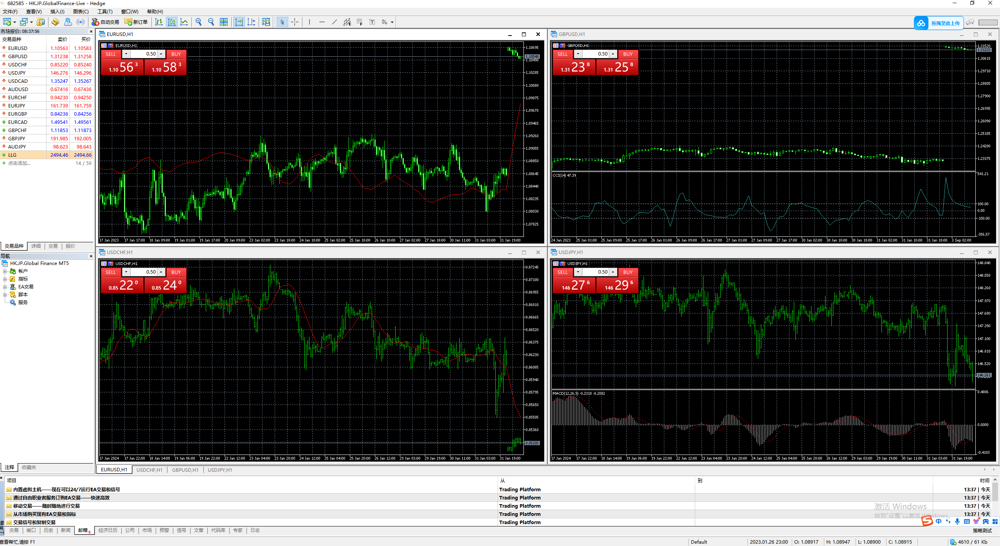 682585 - HK.JP.GlobalFinance-Live - Hedge
文件(F) 查看(V) 插入(I) 图表(C) 工具(T) 窗口(W) 帮助(H)
自动交易 新订单
拖拽至此上传
市场报价: 08:37:56
交易品种 卖价 买价
EURUSD 1.10563 1.10583
GBPUSD 1.31238 1.31258
USDCHF 0.85220 0.85240
USDJPY 146.276 146.296
USDCAD 1.35247 1.35267
AUDUSD 0.67416 0.67436
EURCHF 0.94230 0.94250
EURJPY 161.739 161.759
EURGBP 0.84236 0.84256
EURCAD 1.49541 1.49561
GBPCHF 1.11853 1.11873
GBPJPY 191.985 192.005
AUDJPY 98.623 98.643
LLG 2494.46 2494.66
点击添加... 14 / 59
交易品种 详细 交易 报价
导航
HK.JP.Global Finance MT5
帐户
指标
EA交易
脚本
服务
注释 收藏夹
EURUSD,H1
EURUSD,H1
SELL 0.50 BUY
1.10 56 3 1.10 58 3
1.10695
1.10548
1.10490
1.10285
1.10080
1.09875
1.09670
1.09465
1.09260
1.09055
1.08850
1.08645
1.08440
1.08235
1.08030
1.07825
17 Jan 2023 17 Jan 17:00 18 Jan 09:00 19 Jan 01:00 19 Jan 17:00 20 Jan 09:00 23 Jan 02:00 23 Jan 18:00 24 Jan 10:00 25 Jan 02:00 25 Jan 18:00 26 Jan 10:00 27 Jan 02:00 27 Jan 18:00 30 Jan 11:00 31 Jan 03:00 31 Jan 19:00
GBPUSD,H1
GBPUSD,H1
SELL 0.50 BUY
1.31 23 8 1.31 25 8
1.31520
1.31223
1.30615
1.29710
1.28805
1.27900
1.26995
1.26090
1.25185
1.24280
1.23375
CCI(14) 47.39
541.21
100.00
0.00
-100.00
-356.57
24 Jan 2023 25 Jan 01:00 25 Jan 09:00 25 Jan 17:00 26 Jan 01:00 26 Jan 09:00 26 Jan 17:00 27 Jan 01:00 27 Jan 09:00 27 Jan 17:00 30 Jan 02:00 30 Jan 10:00 30 Jan 18:00 31 Jan 02:00 31 Jan 10:00 31 Jan 18:00 3 Sep 02:00
USDCHF,H1
USDCHF,H1
SELL 0.50 BUY
0.85 22 0 0.85 24 0
0.87245
0.87100
0.86955
0.86810
0.86665
0.86520
0.86375
0.86230
0.86085
0.85940
0.85795
0.85650
0.85505
0.85360
0.85205
17 Jan 2024 17 Jan 22:00 18 Jan 14:00 19 Jan 06:00 19 Jan 22:00 22 Jan 12:00 23 Jan 04:00 23 Jan 20:00 24 Jan 12:00 25 Jan 04:00 25 Jan 20:00 26 Jan 12:00 29 Jan 03:00 29 Jan 19:00 30 Jan 11:00 31 Jan 03:00 31 Jan 19:00
USDJPY,H1
USDJPY,H1
SELL 0.50 BUY
146 27 6 146 29 6
148.840
148.550
148.260
147.970
147.680
147.390
147.100
146.810
146.520
146.261
MACD(12,26,9) -0.2318 -0.2082
0.4806
0.0000
-0.4103
17 Jan 2024 17 Jan 22:00 18 Jan 14:00 19 Jan 06:00 19 Jan 22:00 22 Jan 12:00 23 Jan 04:00 23 Jan 20:00 24 Jan 12:00 25 Jan 04:00 25 Jan 20:00 26 Jan 12:00 29 Jan 03:00 29 Jan 19:00 30 Jan 11:00 31 Jan 03:00 31 Jan 19:00
EURUSD,H1 USDCHF,H1 GBPUSD,H1 USDJPY,H1
项目 从 到 时间
内置虚拟主机——现在可以24/7运行EA交易和信号 Trading Platform 13:37 | 今天
通过自由职业者服务订购EA交易——快速高效 Trading Platform 13:37 | 今天
移动交易——随时随地进行交易 Trading Platform 13:37 | 今天
从市场购买现有EA交易和指标 Trading Platform 13:37 | 今天
交易信号和复制交易 Trading Platform
激活 Windows
转到"设置"以激活 Windows。
中
交易 敞口 历史 新闻 邮箱 8 经济日历 公司 市场 预警 信号 文章 代码库 专家 日志 策略测试
查看帮忙,请按 F1 Default 2023.01.26 23:00 O: 1.08917 H: 1.08947 L: 1.08900 C: 1.08915 4610 / 61 Kb